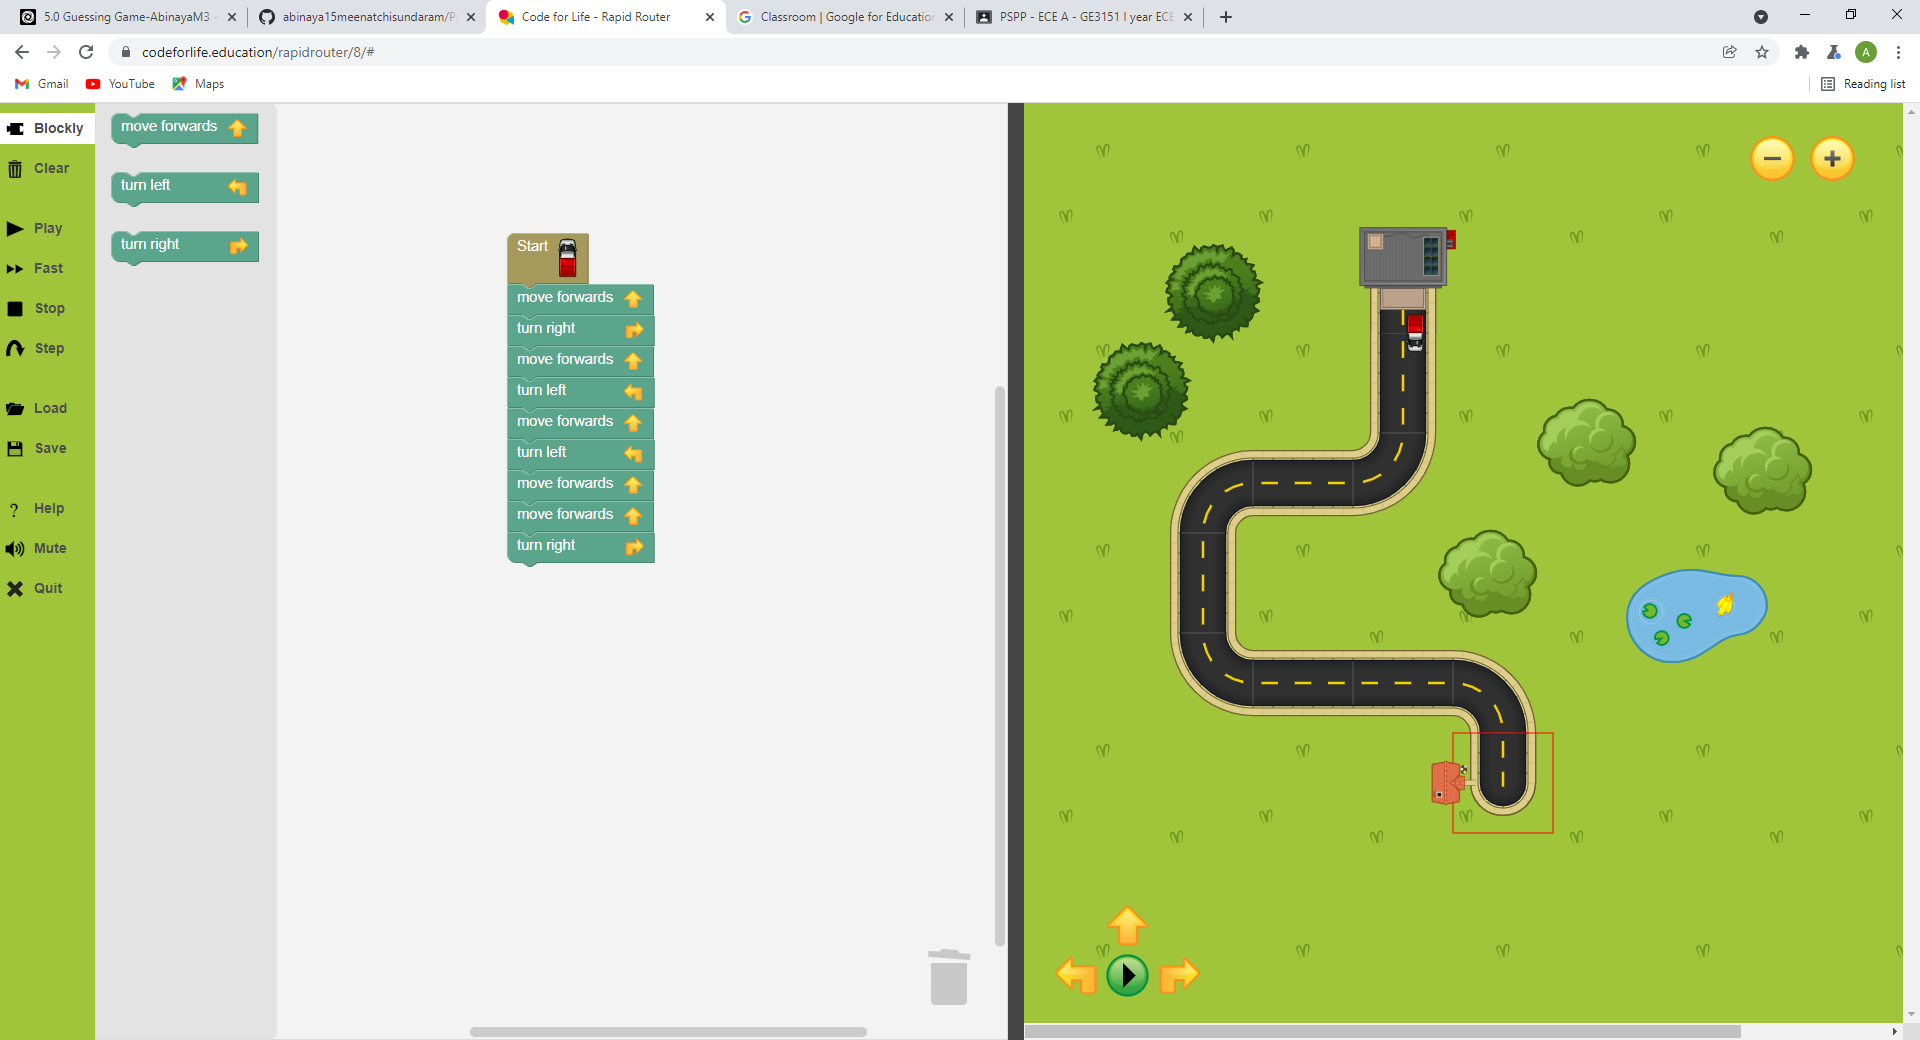 5.0 Guessing Game-AbinayaM3 -
abinaya15meenatchisundaram/P
Code for Life - Rapid Router
Classroom | Google for Education
PSPP - ECE A - GE3151 I year ECE
codeforlife.education/rapidrouter/8/#
A
Gmail
YouTube
Maps
Reading list
Blockly
Clear
Play
Fast
Stop
Step
Load
Save
? Help
Mute
Quit
move forwards
turn left
turn right
Start
move forwards
turn right
move forwards
turn left
move forwards
turn left
move forwards
move forwards
turn right